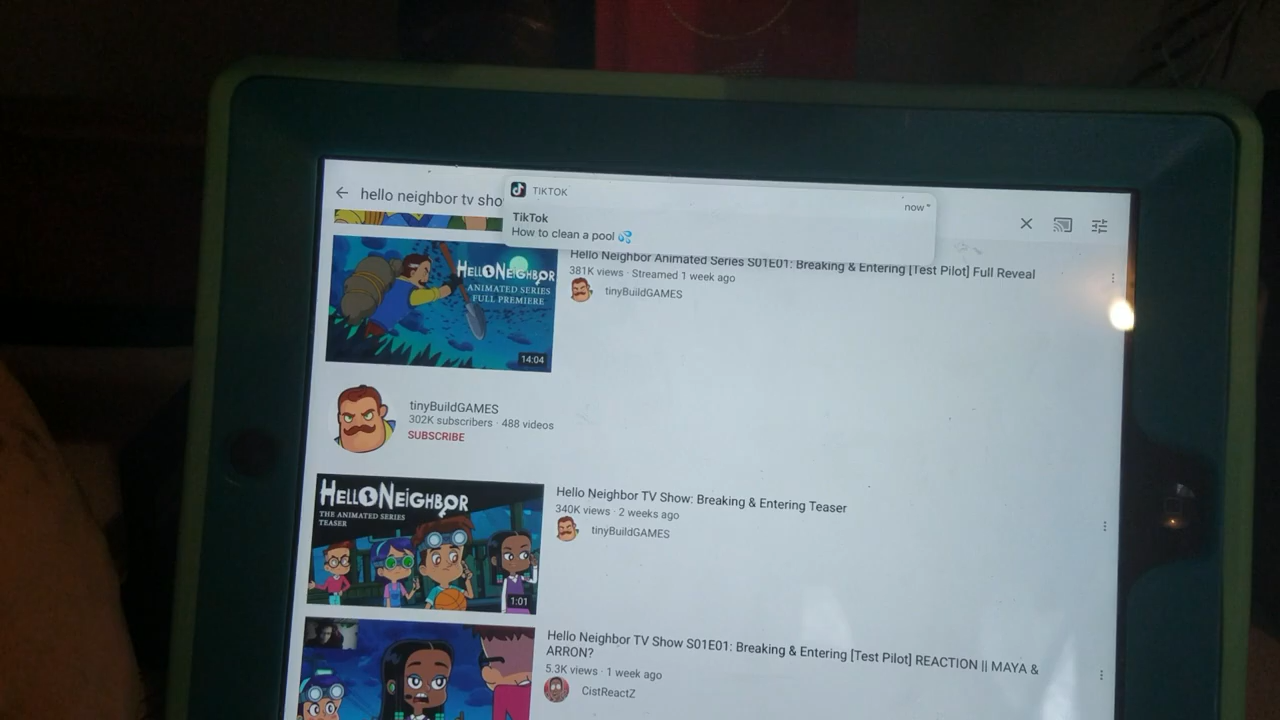 hello neighbor tv sho
TIKTOK
now
TikTok
How to clean a pool 💦
HELLO NEIGHBOR
ANIMATED SERIES
FULL PREMIERE
14:04
Hello Neighbor Animated Series S01E01: Breaking & Entering [Test Pilot] Full Reveal
381K views · Streamed 1 week ago
tinyBuildGAMES
tinyBuildGAMES
302K subscribers · 488 videos
SUBSCRIBE
HELLO NEIGHBOR
THE ANIMATED SERIES
TEASER
1:01
Hello Neighbor TV Show: Breaking & Entering Teaser
340K views · 2 weeks ago
tinyBuildGAMES
Hello Neighbor TV Show S01E01: Breaking & Entering [Test Pilot] REACTION || MAYA &
ARRON?
5.3K views · 1 week ago
CistReactZ